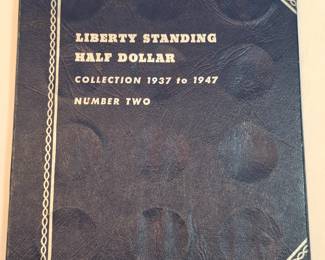 LIBERTY STANDING
HALF DOLLAR
COLLECTION 1937 to 1947
NUMBER TWO